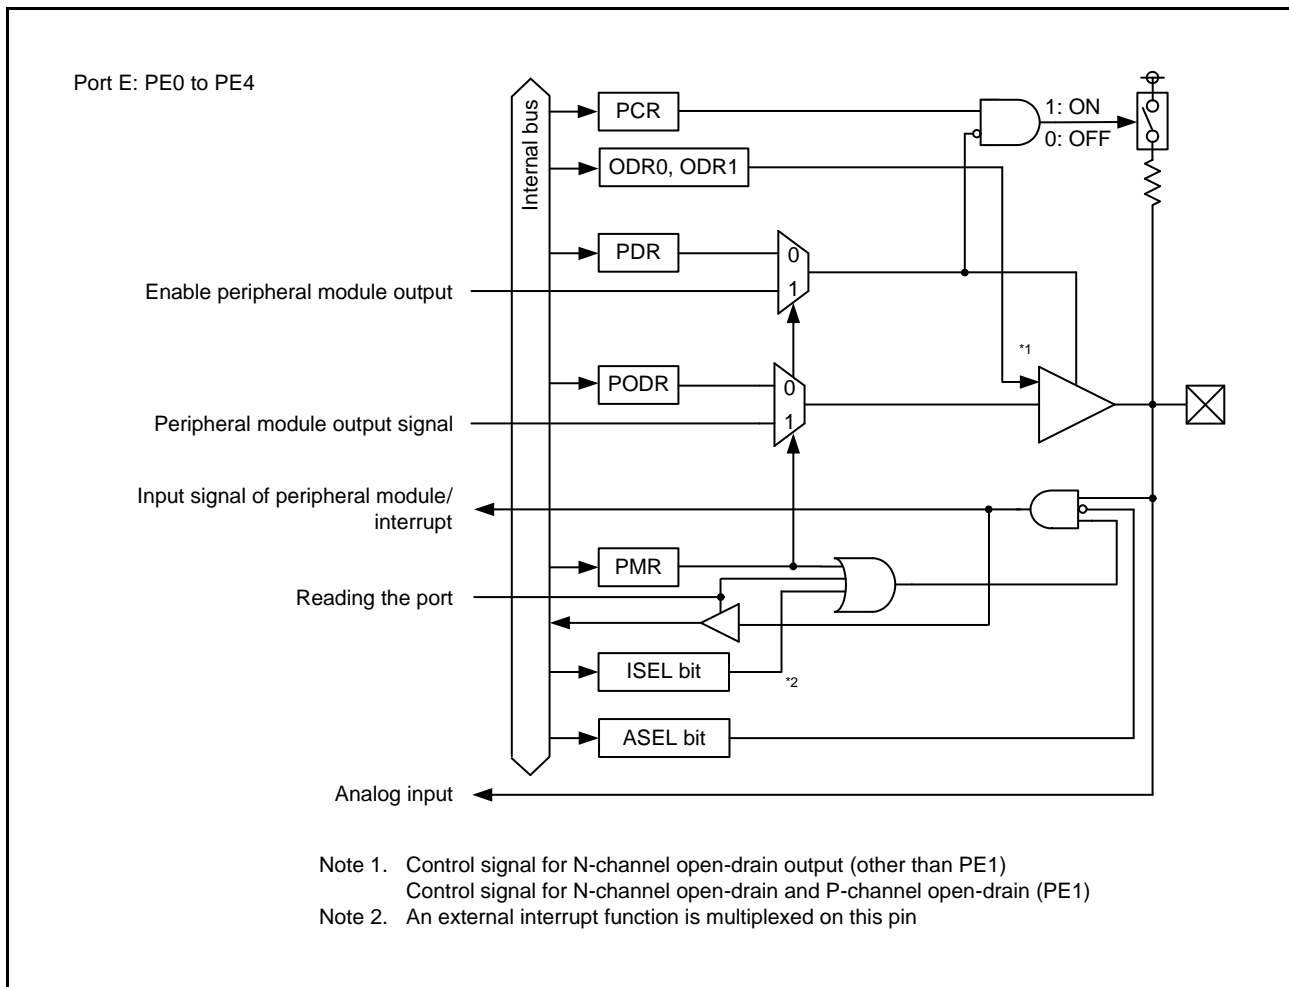 Port E: PE0 to PE4
Internal bus
PCR
1: ON
0: OFF
ODR0, ODR1
PDR
0
1
Enable peripheral module output
*1
PODR
0
1
Peripheral module output signal
Input signal of peripheral module/
interrupt
PMR
Reading the port
ISEL bit
*2
ASEL bit
Analog input
Note 1. Control signal for N-channel open-drain output (other than PE1)
Control signal for N-channel open-drain and P-channel open-drain (PE1)
Note 2. An external interrupt function is multiplexed on this pin